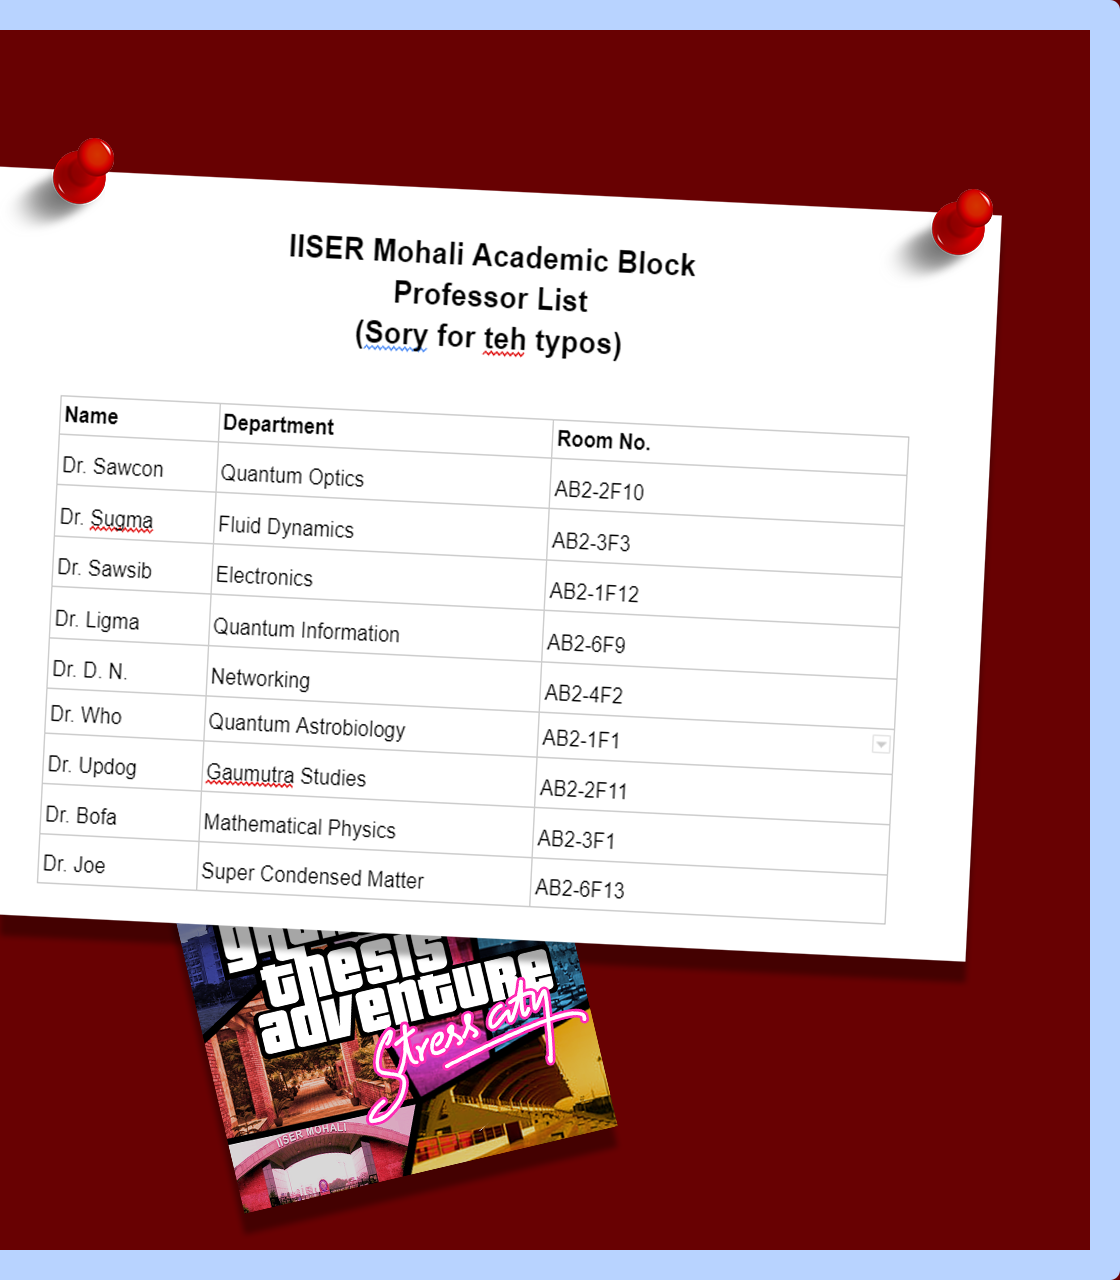 IISER Mohali Academic Block
Professor List
(Sory for teh typos)
Name Department Room No.
Dr. Sawcon Quantum Optics AB2-2F10
Dr. Sugma Fluid Dynamics AB2-3F3
Dr. Sawsib Electronics AB2-1F12
Dr. Ligma Quantum Information AB2-6F9
Dr. D. N. Networking AB2-4F2
Dr. Who Quantum Astrobiology AB2-1F1
Dr. Updog Gaumutra Studies AB2-2F11
Dr. Bofa Mathematical Physics AB2-3F1
Dr. Joe Super Condensed Matter AB2-6F13
thesis
adventure
Stress city
IISER MOHALI